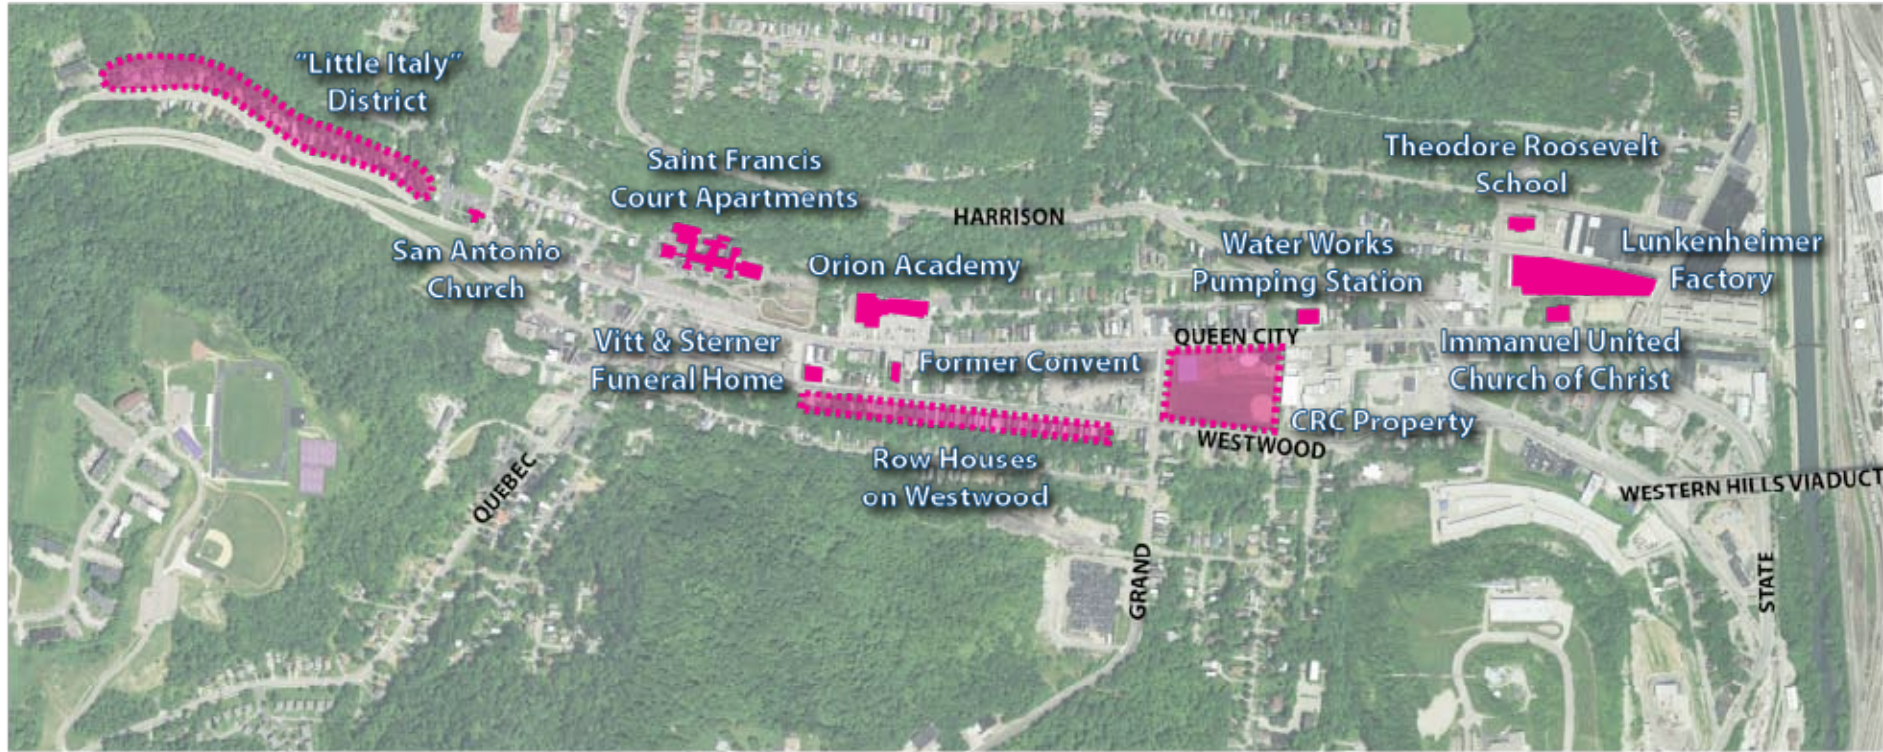 "Little Italy"
District
Saint Francis
Court Apartments
Theodore Roosevelt
School
HARRISON
San Antonio
Church
Orion Academy
Water Works
Pumping Station
Lunkenheimer
Factory
Vitt & Sterner
Funeral Home
Former Convent
QUEEN CITY
Immanuel United
Church of Christ
CRC Property
WESTWOOD
Row Houses
on Westwood
QUEBEC
WESTERN HILLS VIADUCT
GRAND
STATE